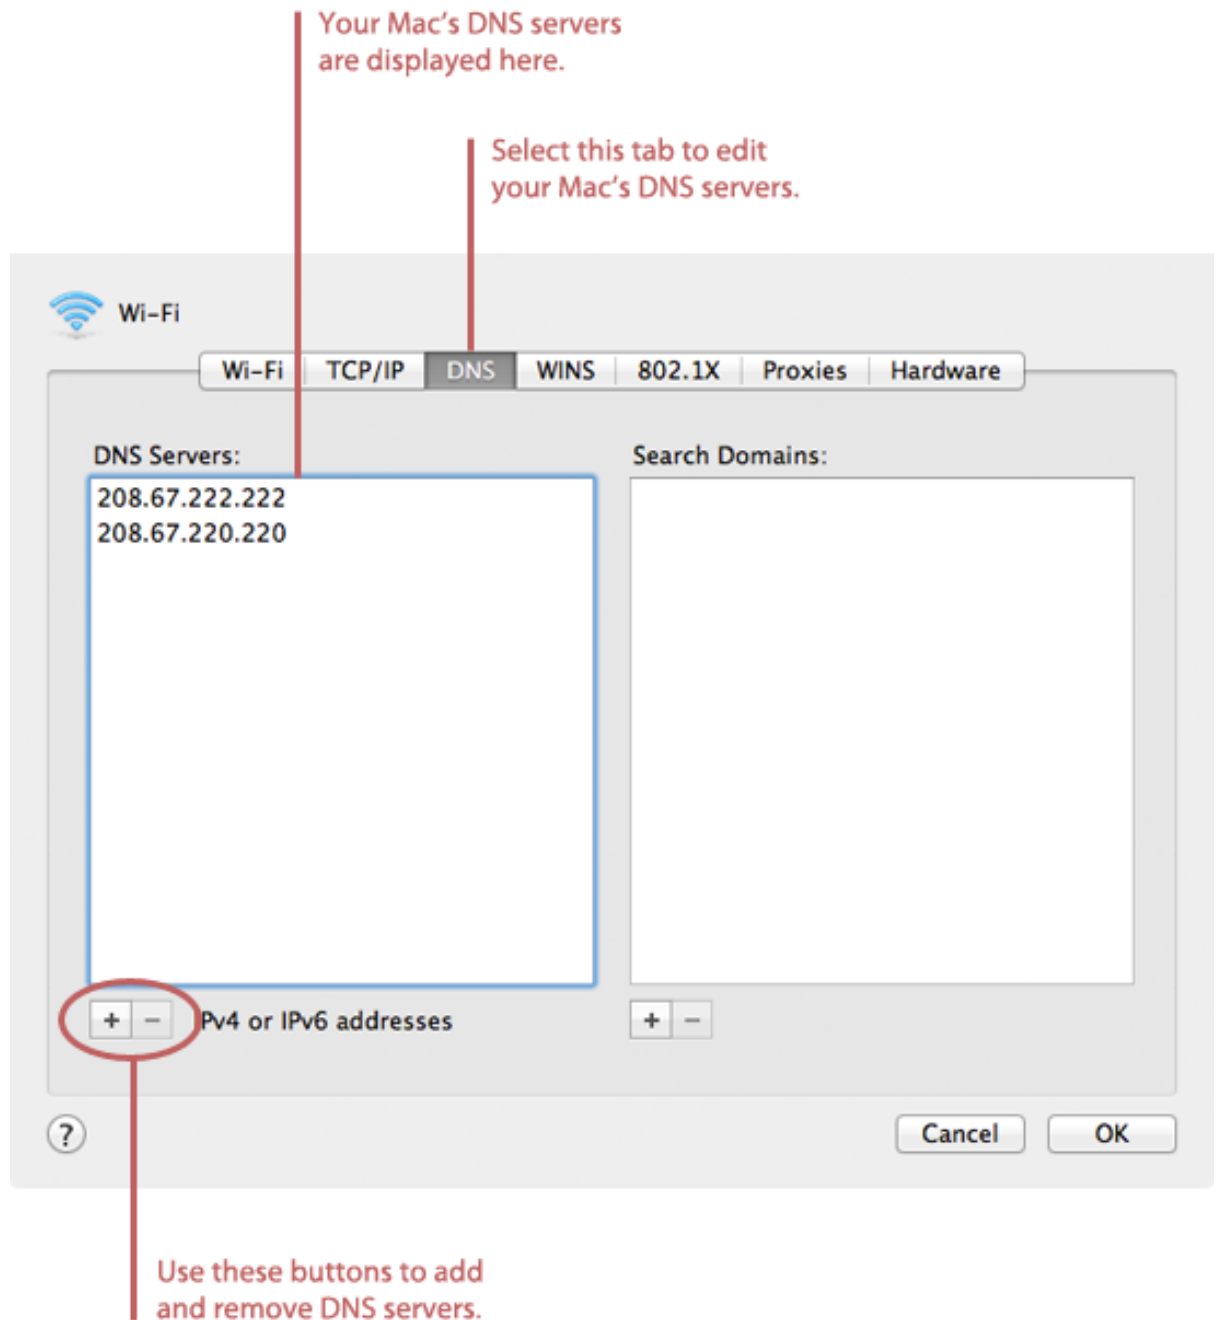 Your Mac's DNS servers
are displayed here.
Select this tab to edit
your Mac's DNS servers.
Wi-Fi
Wi-Fi TCP/IP DNS WINS 802.1X Proxies Hardware
DNS Servers: Search Domains:
208.67.222.222
208.67.220.220
+ − Pv4 or IPv6 addresses + −
? Cancel OK
Use these buttons to add
and remove DNS servers.